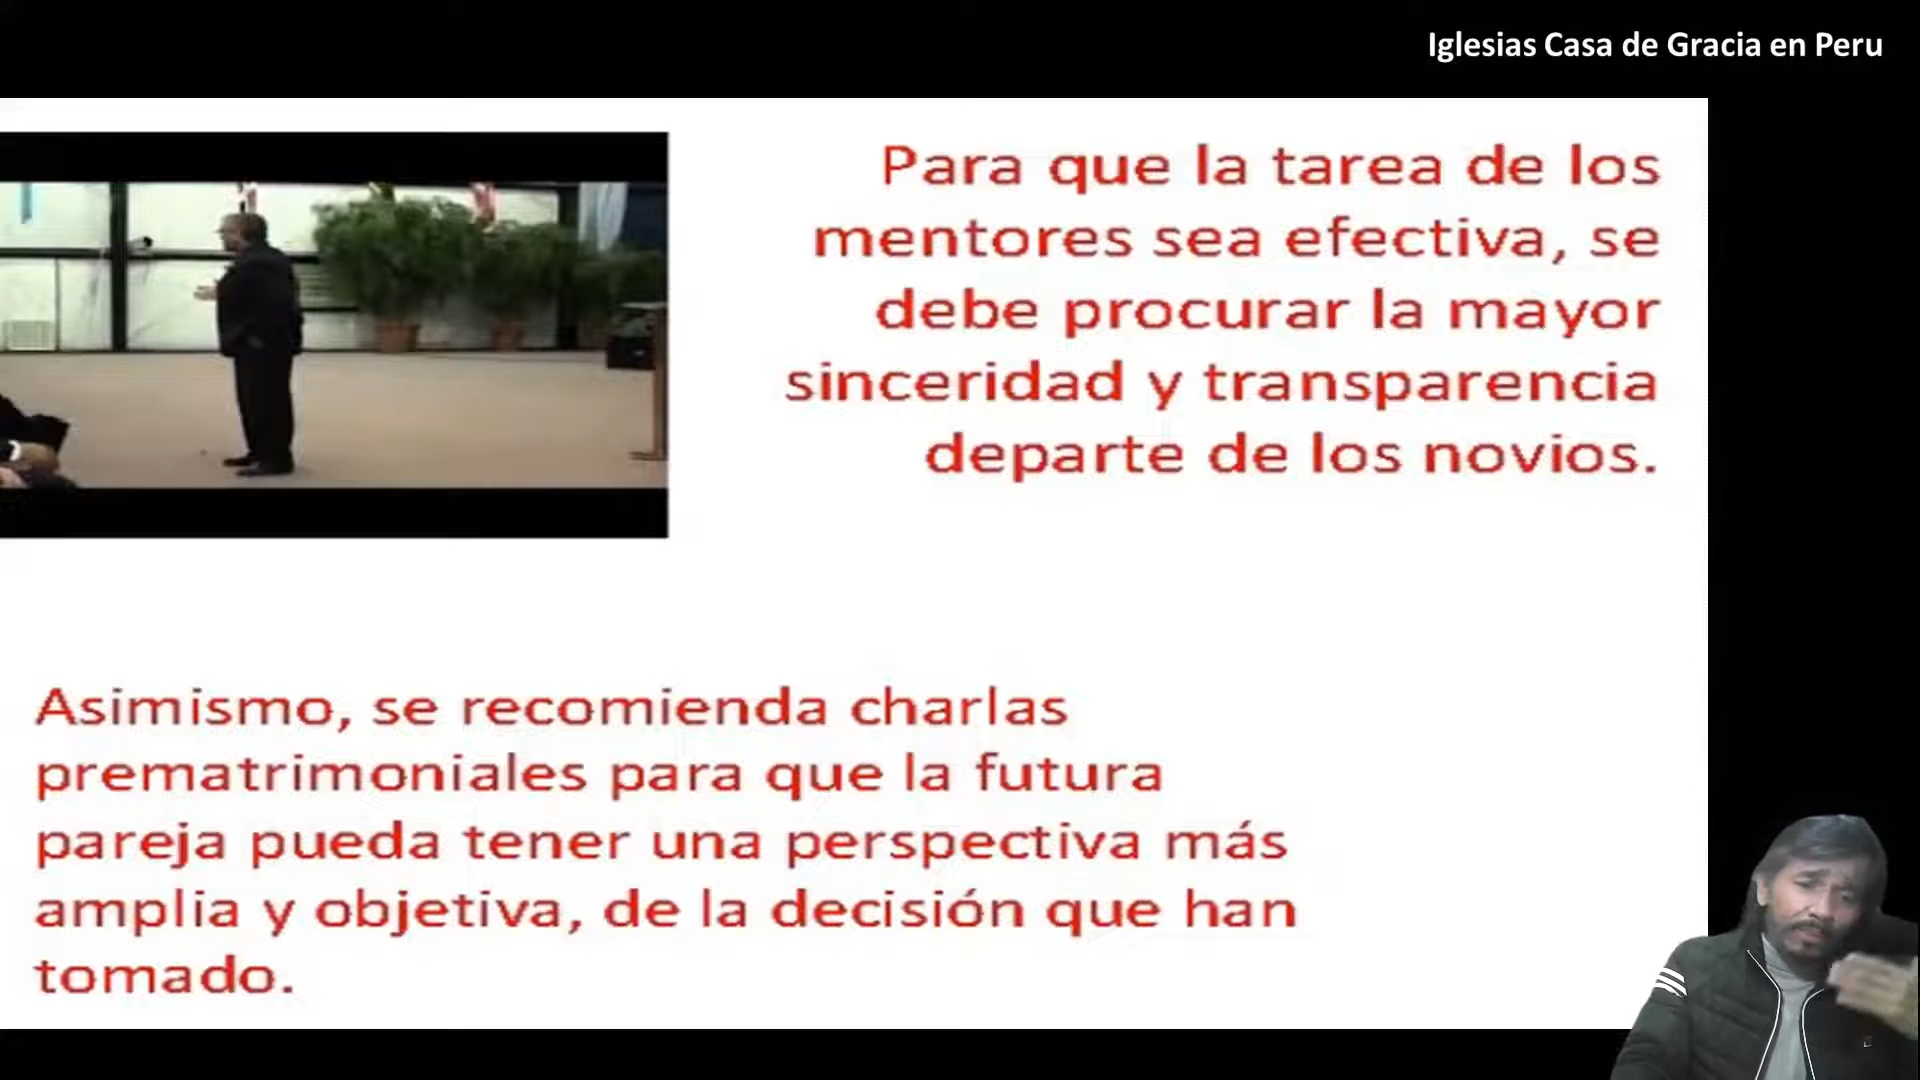 Iglesias Casa de Gracia en Peru
Para que la tarea de los
mentores sea efectiva, se
debe procurar la mayor
sinceridad y transparencia
departe de los novios.
Asimismo, se recomienda charlas
prematrimoniales para que la futura
pareja pueda tener una perspectiva más
amplia y objetiva, de la decisión que han
tomado.